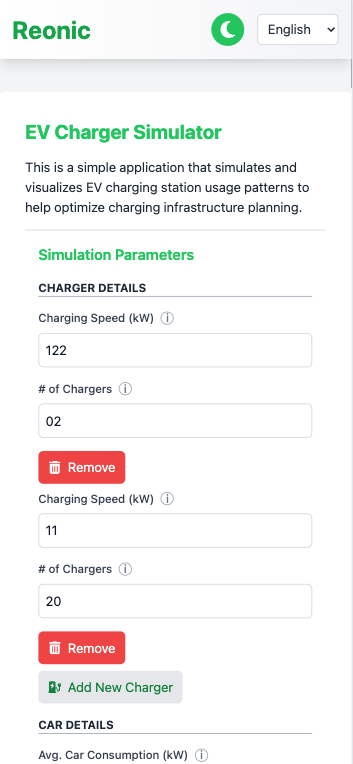 Reonic
English
EV Charger Simulator
This is a simple application that simulates and
visualizes EV charging station usage patterns to
help optimize charging infrastructure planning.
Simulation Parameters
CHARGER DETAILS
Charging Speed (kW) ⓘ
122
# of Chargers ⓘ
02
Remove
Charging Speed (kW) ⓘ
11
# of Chargers ⓘ
20
Remove
Add New Charger
CAR DETAILS
Avg. Car Consumption (kW) ⓘ